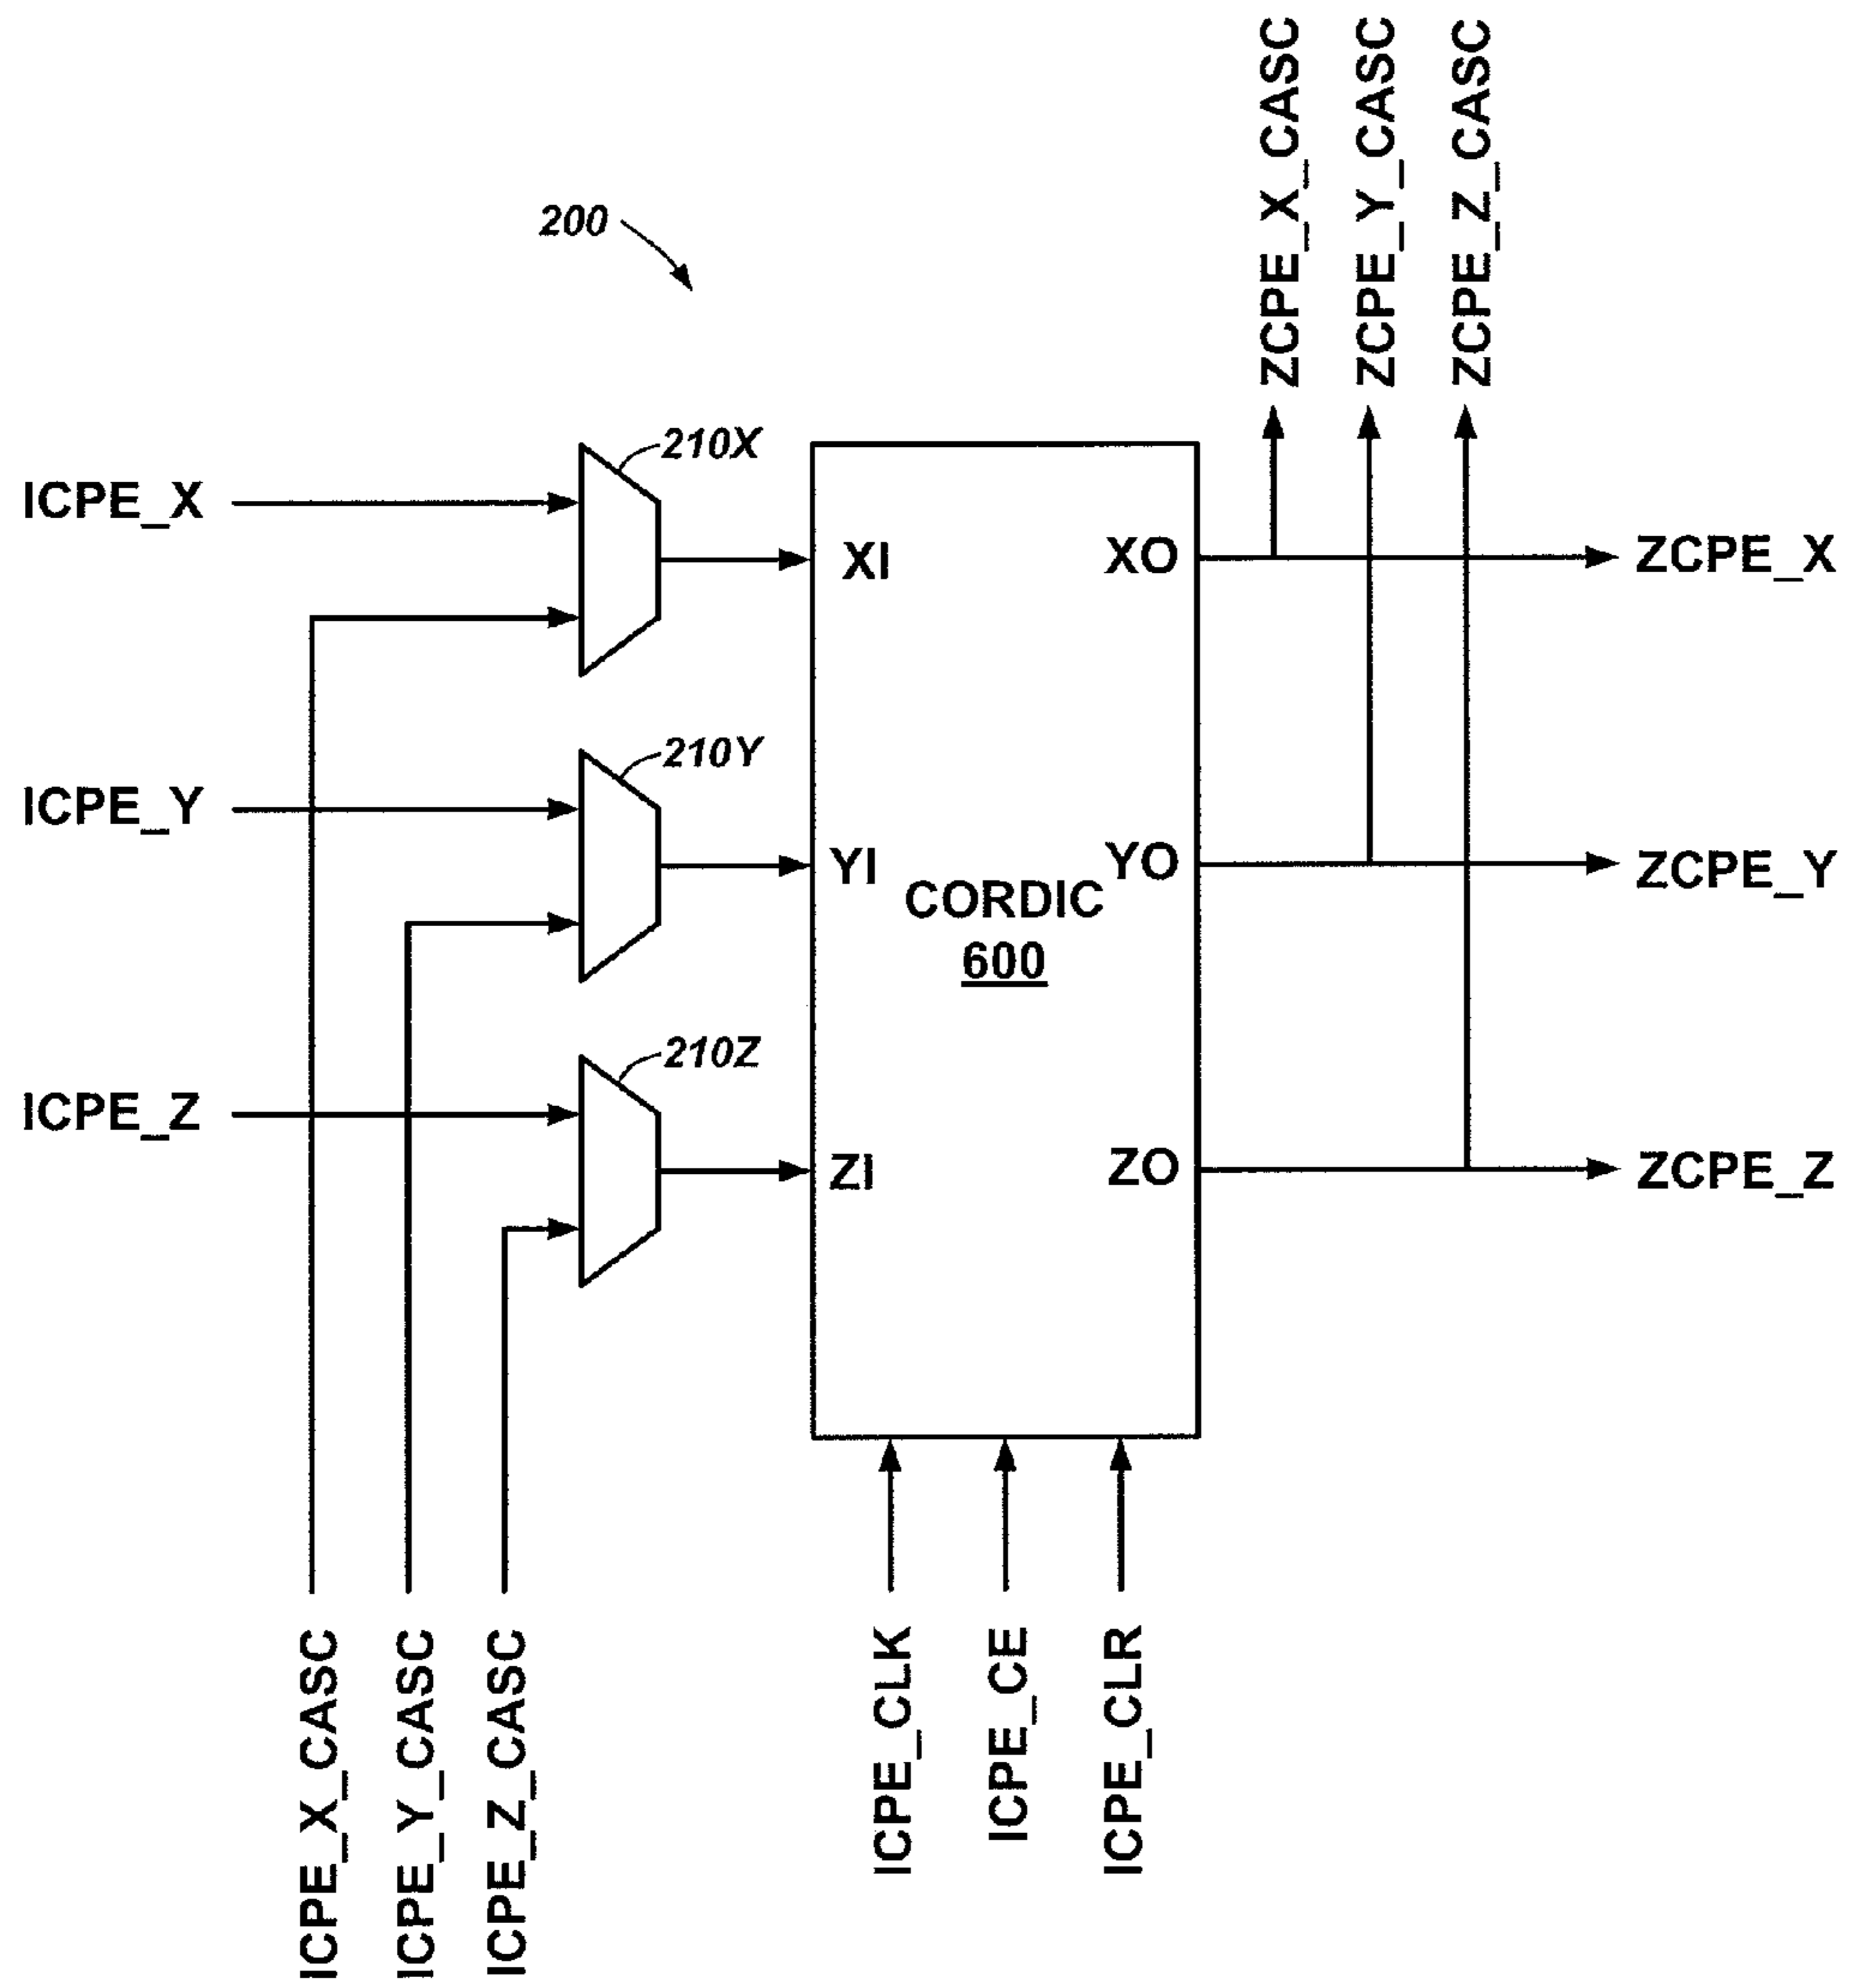 ZCPE_X_CASC
ZCPE_Y_CASC
ZCPE_Z_CASC
200
210X
ICPE_X
XI
XO
ZCPE_X
210Y
ICPE_Y
YI
YO
ZCPE_Y
CORDIC
600
210Z
ICPE_Z
ZI
ZO
ZCPE_Z
ICPE_X_CASC
ICPE_Y_CASC
ICPE_Z_CASC
ICPE_CLK
ICPE_CE
ICPE_CLR